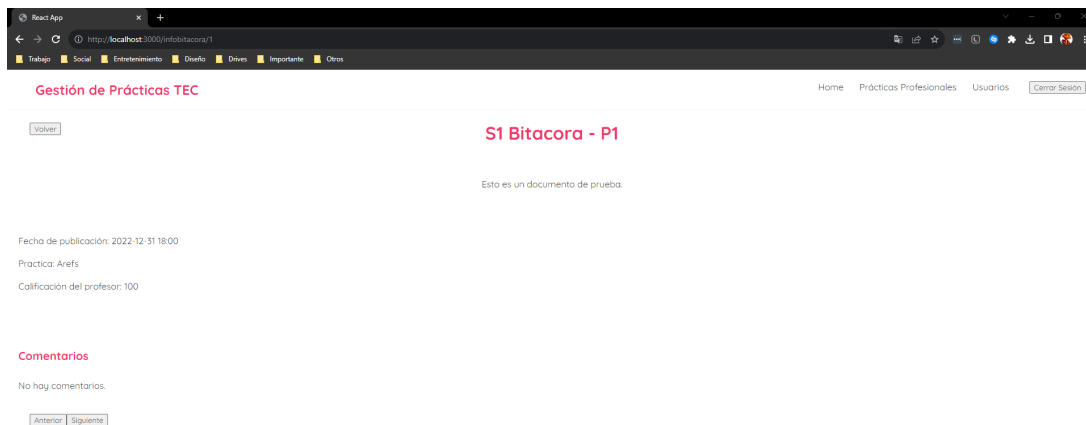 React App
http://localhost:3000/infobitacora/1
Trabajo Social Entretenimiento Diseño Drives Importante Otros
Gestión de Prácticas TEC Home Prácticas Profesionales Usuarios Cerrar Sesión
Volver
S1 Bitacora - P1
Esto es un documento de prueba.
Fecha de publicación: 2022-12-31 18:00
Practica: Arefs
Calificación del profesor: 100
Comentarios
No hay comentarios.
Anterior Siguiente